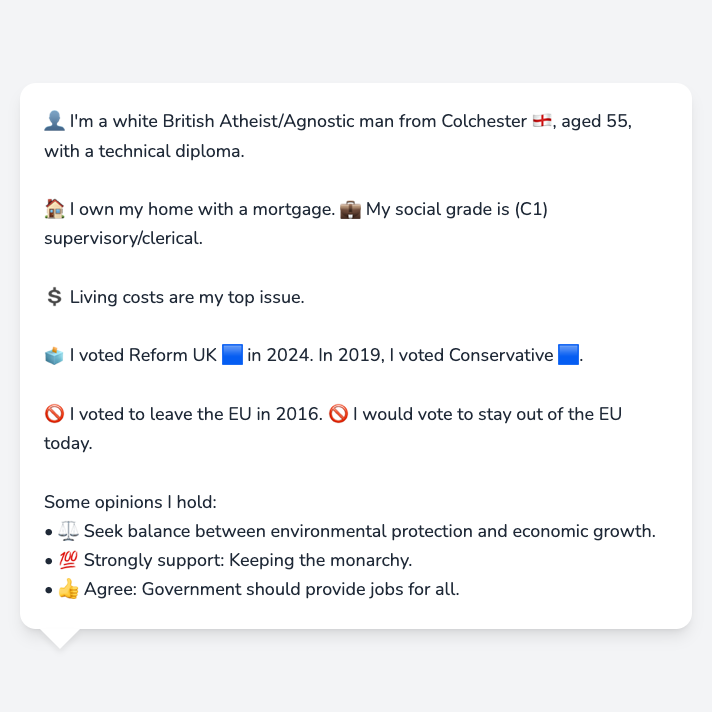 👤 I'm a white British Atheist/Agnostic man from Colchester 🏴󠁧󠁢󠁥󠁮󠁧󠁿, aged 55,
with a technical diploma.
🏠 I own my home with a mortgage. 💼 My social grade is (C1)
supervisory/clerical.
💲 Living costs are my top issue.
🗳️ I voted Reform UK 🟦 in 2024. In 2019, I voted Conservative 🟦.
🚫 I voted to leave the EU in 2016. 🚫 I would vote to stay out of the EU
today.
Some opinions I hold:
• ⚖️ Seek balance between environmental protection and economic growth.
• 💯 Strongly support: Keeping the monarchy.
• 👍 Agree: Government should provide jobs for all.